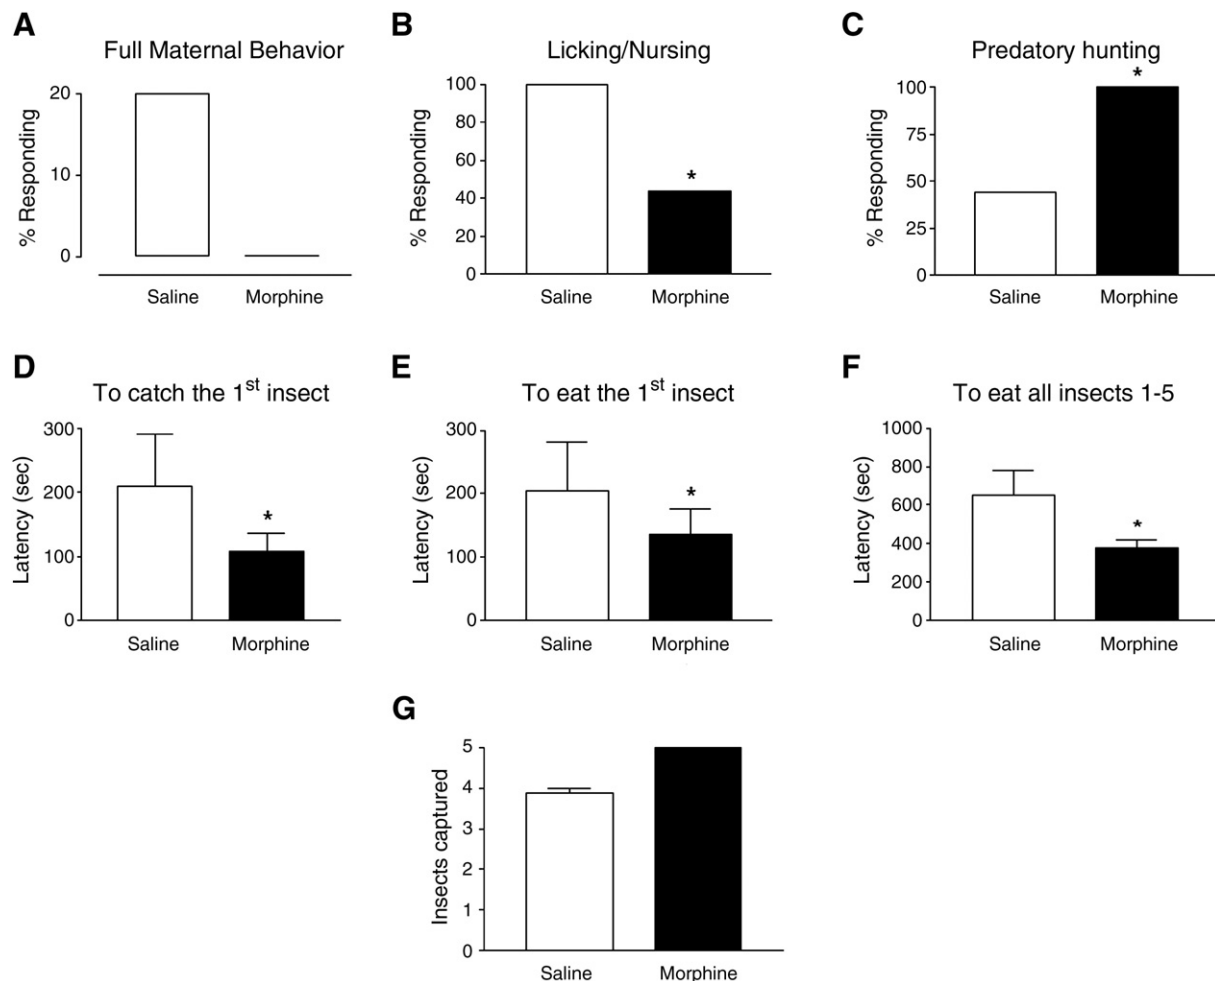 A
Full Maternal Behavior
% Responding
20
10
0
Saline Morphine
B
Licking/Nursing
% Responding
100
80
60
40
20
0
*
Saline Morphine
C
Predatory hunting
% Responding
100
75
50
25
0
*
Saline Morphine
D
To catch the 1st insect
Latency (sec)
300
200
100
0
*
Saline Morphine
E
To eat the 1st insect
Latency (sec)
300
200
100
0
*
Saline Morphine
F
To eat all insects 1-5
Latency (sec)
1000
800
600
400
200
0
*
Saline Morphine
G
Insects captured
5
4
3
2
1
0
Saline Morphine